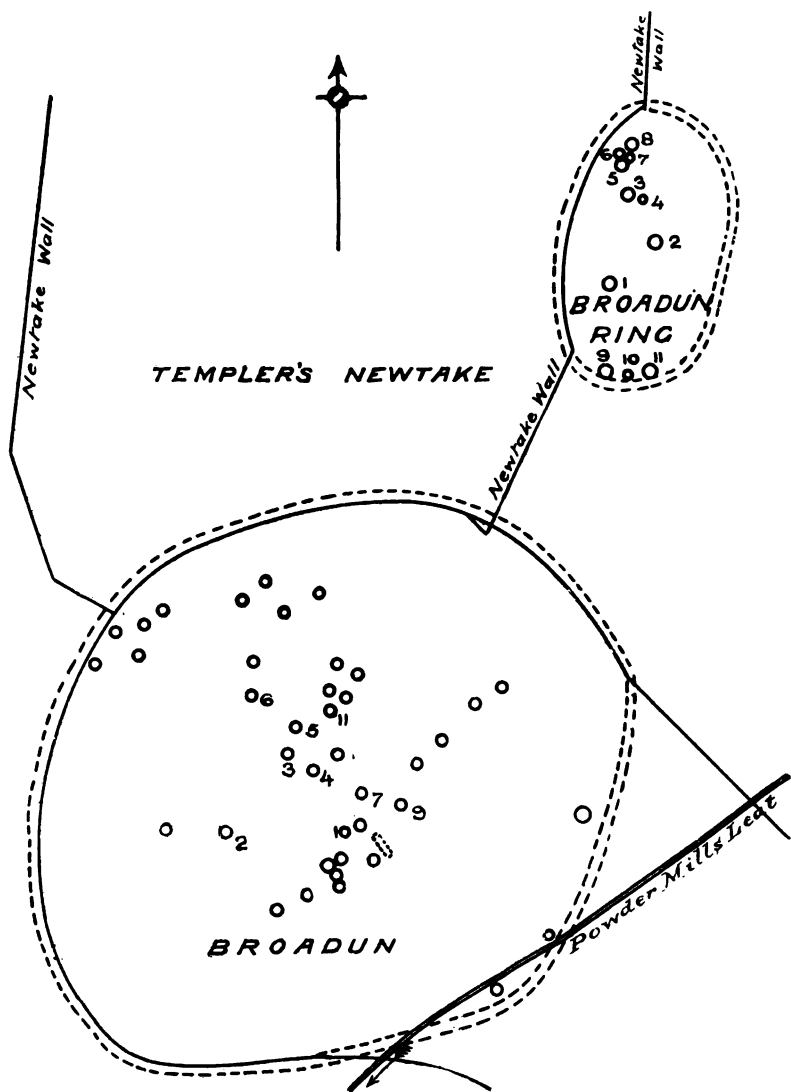 Newtake
Wall
8
6 7
5
3
4
2
1
BROADUN
RING
9 10 11
Newtake Wall
TEMPLER'S NEWTAKE
Newtake Wall
6
11
5
3 4
7
9
2
10
BROADUN
Powder Mills Leat